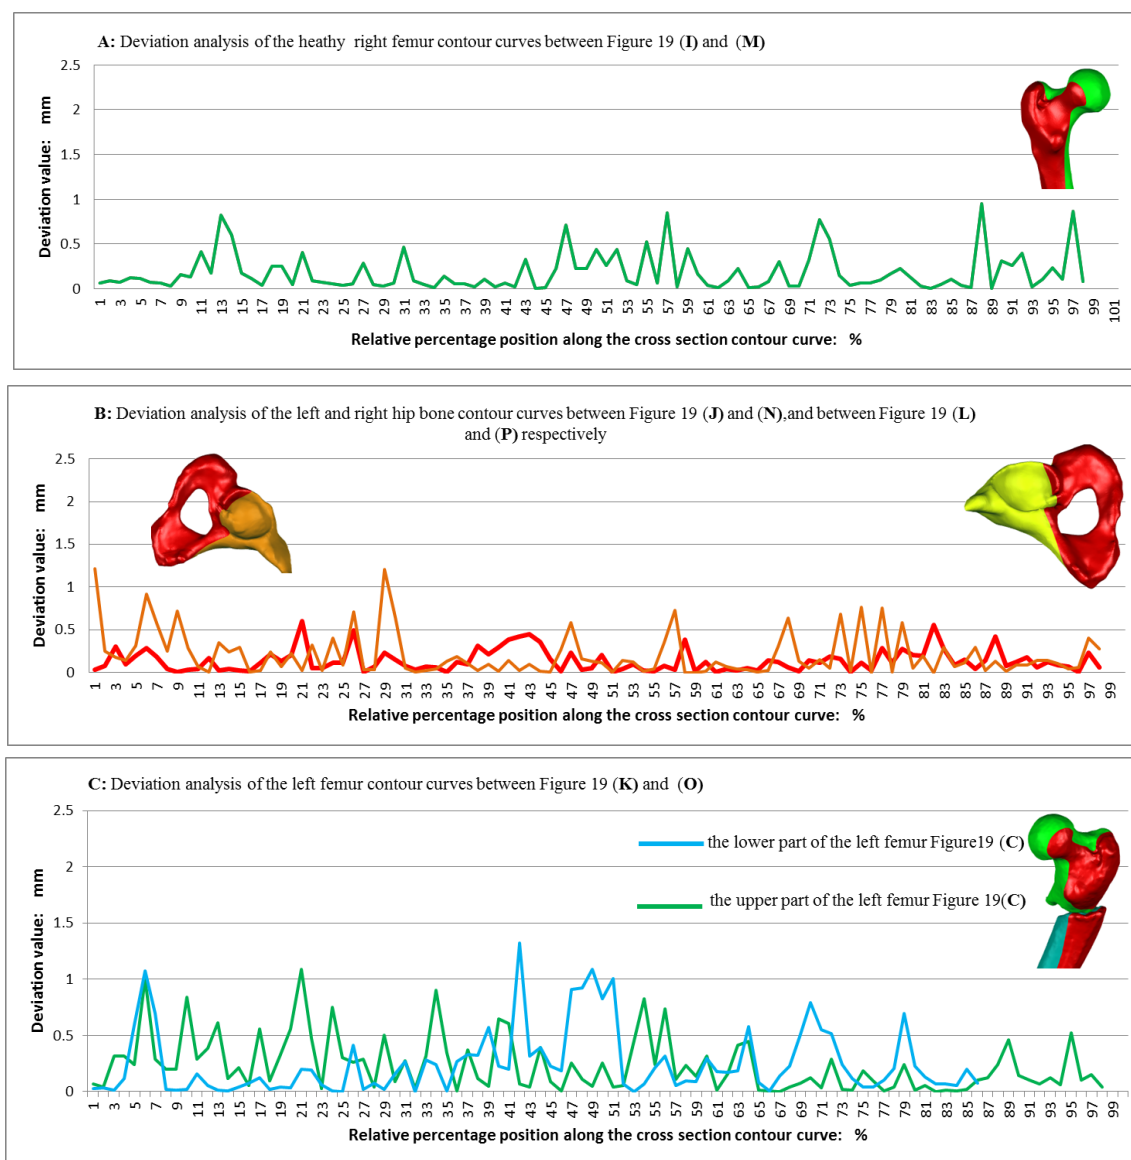 A: Deviation analysis of the heathy right femur contour curves between Figure 19 (I) and (M)
2.5
2
1.5
1
0.5
0
Deviation value: mm
1 3 5 7 9 11 13 15 17 19 21 23 25 27 29 31 33 35 37 39 41 43 45 47 49 51 53 55 57 59 61 63 65 67 69 71 73 75 77 79 81 83 85 87 89 91 93 95 97 99 101
Relative percentage position along the cross section contour curve: %
B: Deviation analysis of the left and right hip bone contour curves between Figure 19 (J) and (N),and between Figure 19 (L)
and (P) respectively
2.5
2
1.5
1
0.5
0
Deviation value: mm
1 3 5 7 9 11 13 15 17 19 21 23 25 27 29 31 33 35 37 39 41 43 45 47 49 51 53 55 57 59 61 63 65 67 69 71 73 75 77 79 81 83 85 87 89 91 93 95 97 99
Relative percentage position along the cross section contour curve: %
C: Deviation analysis of the left femur contour curves between Figure 19 (K) and (O)
2.5
2
1.5
1
0.5
0
Deviation value: mm
the lower part of the left femur Figure19 (C)
the upper part of the left femur Figure 19(C)
1 3 5 7 9 11 13 15 17 19 21 23 25 27 29 31 33 35 37 39 41 43 45 47 49 51 53 55 57 59 61 63 65 67 69 71 73 75 77 79 81 83 85 87 89 91 93 95 97 99
Relative percentage position along the cross section contour curve: %